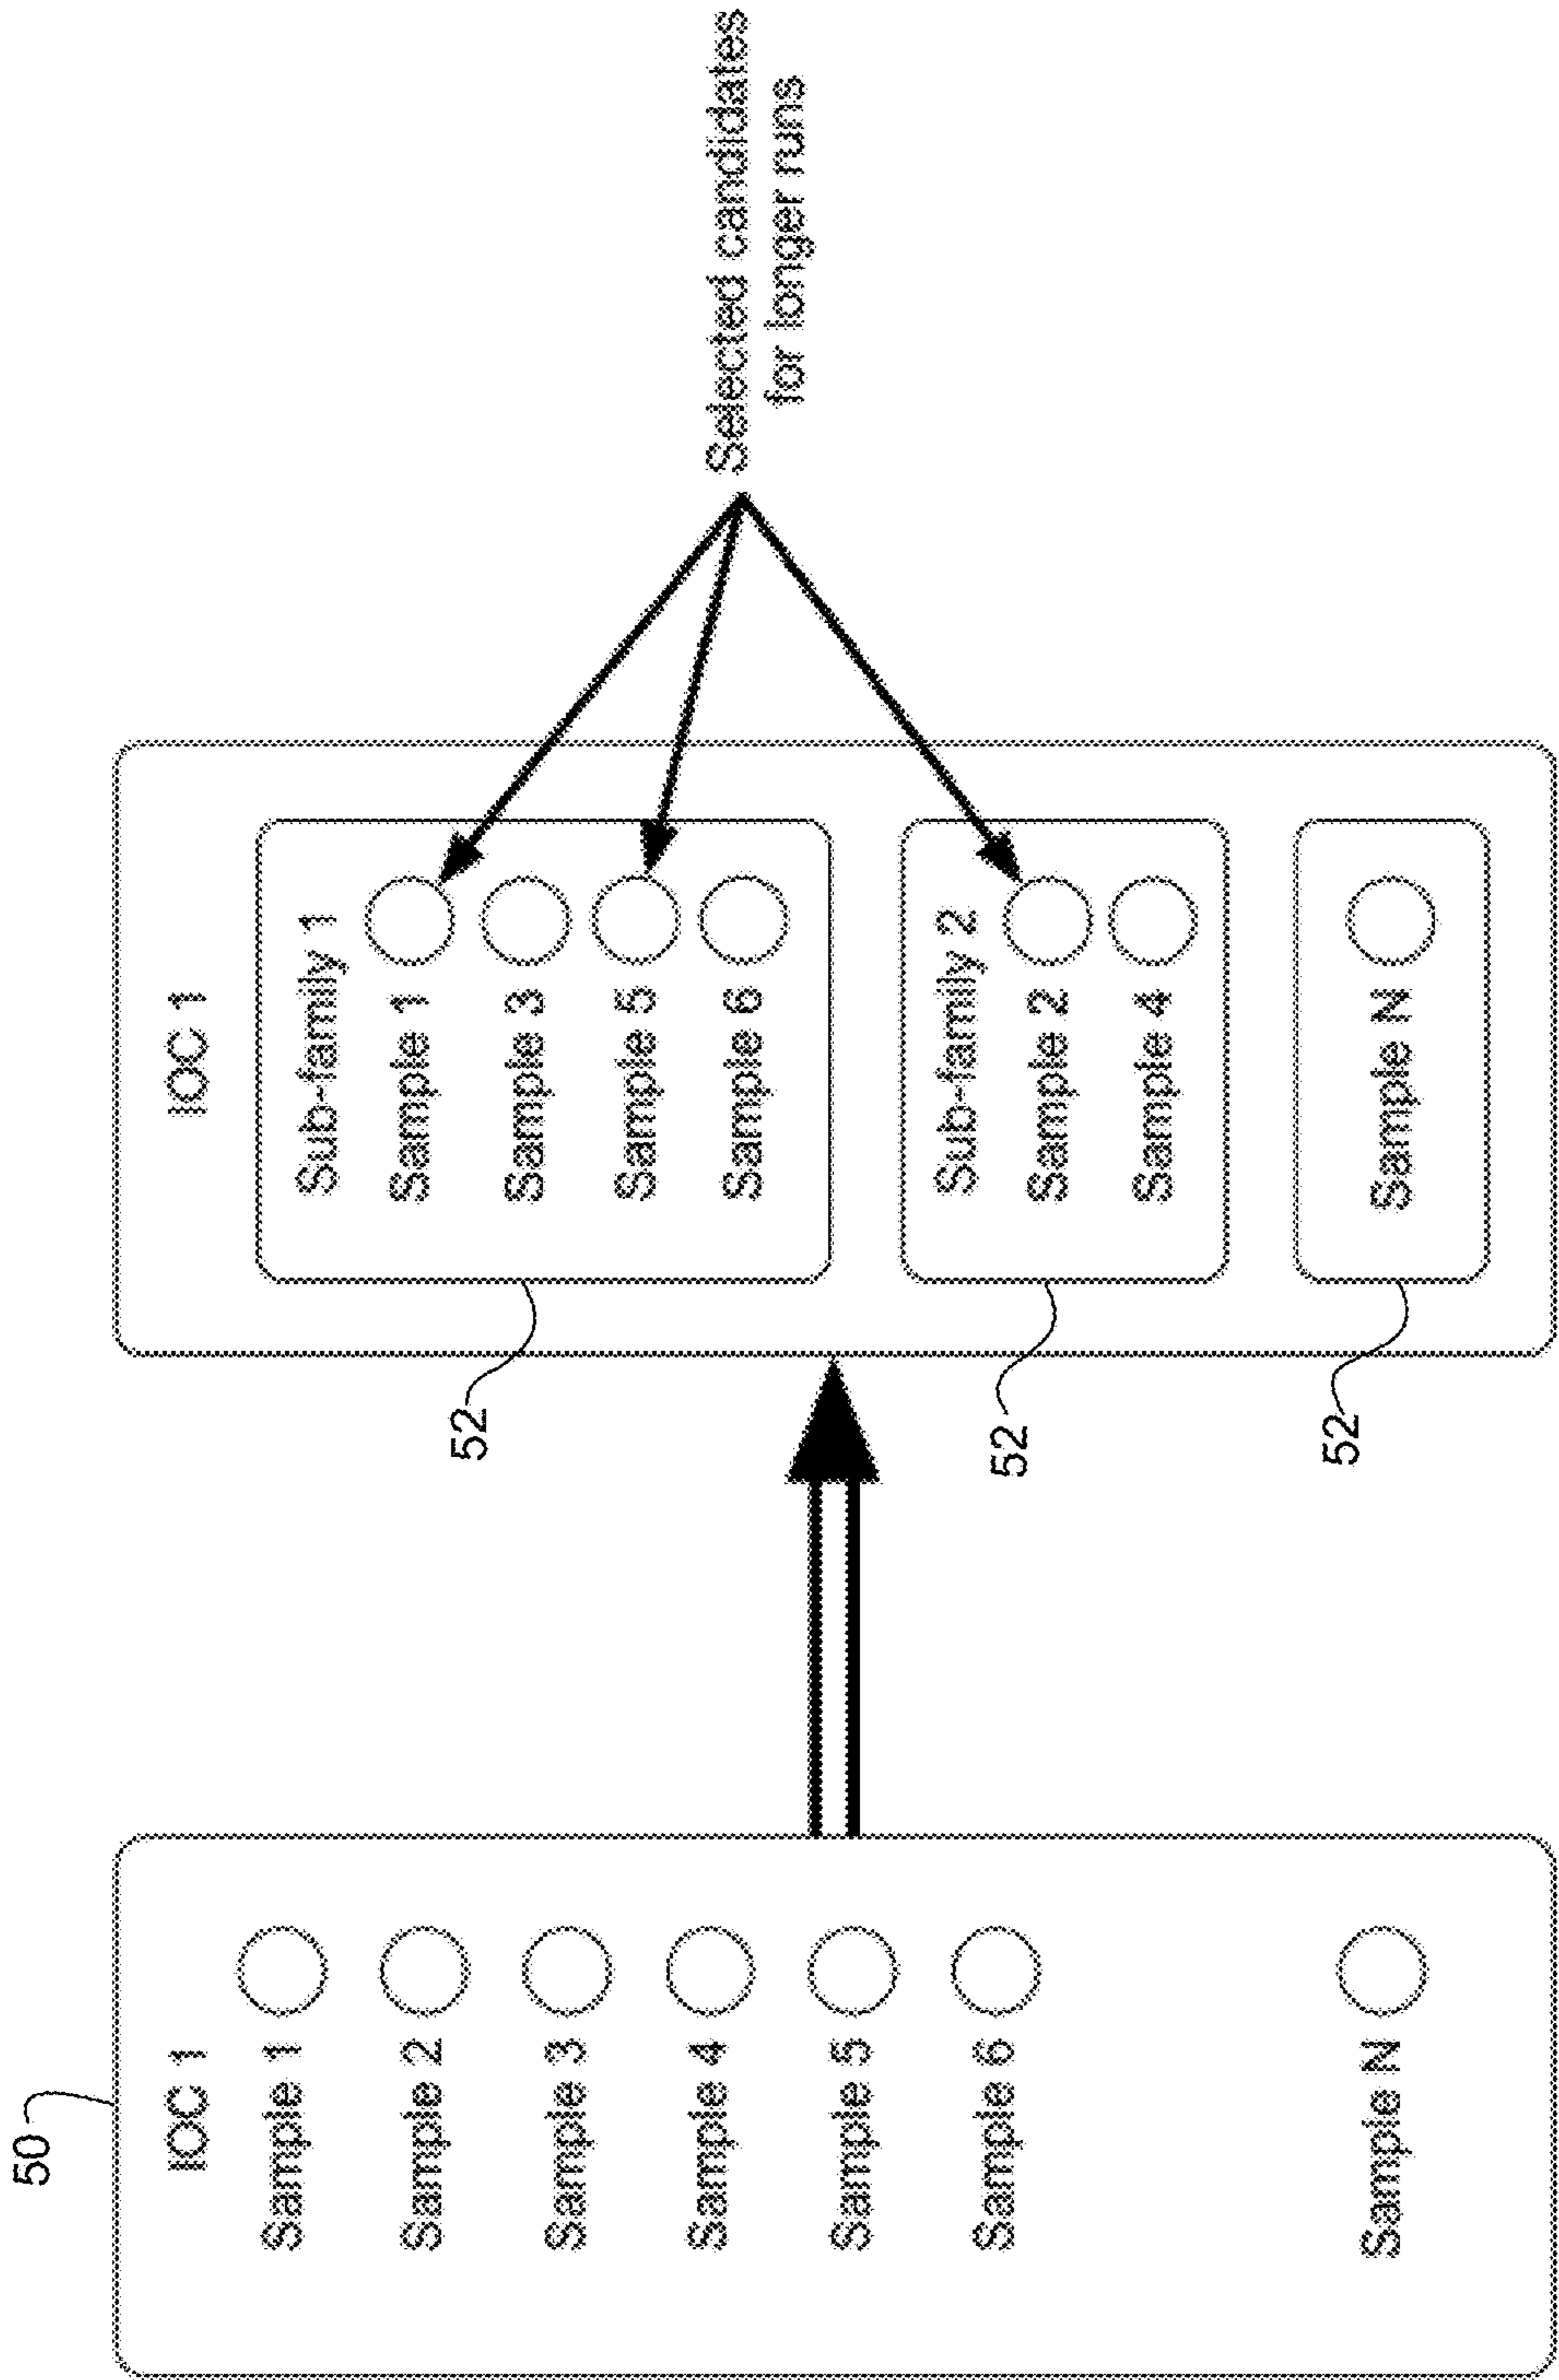 50
IOC 1
Sample 1
Sample 2
Sample 3
Sample 4
Sample 5
Sample 6
Sample N
IOC 1
52
Sub-family 1
Sample 1
Sample 3
Sample 5
Sample 6
52
Sub-family 2
Sample 2
Sample 4
52
Sample N
Selected candidates
for longer runs